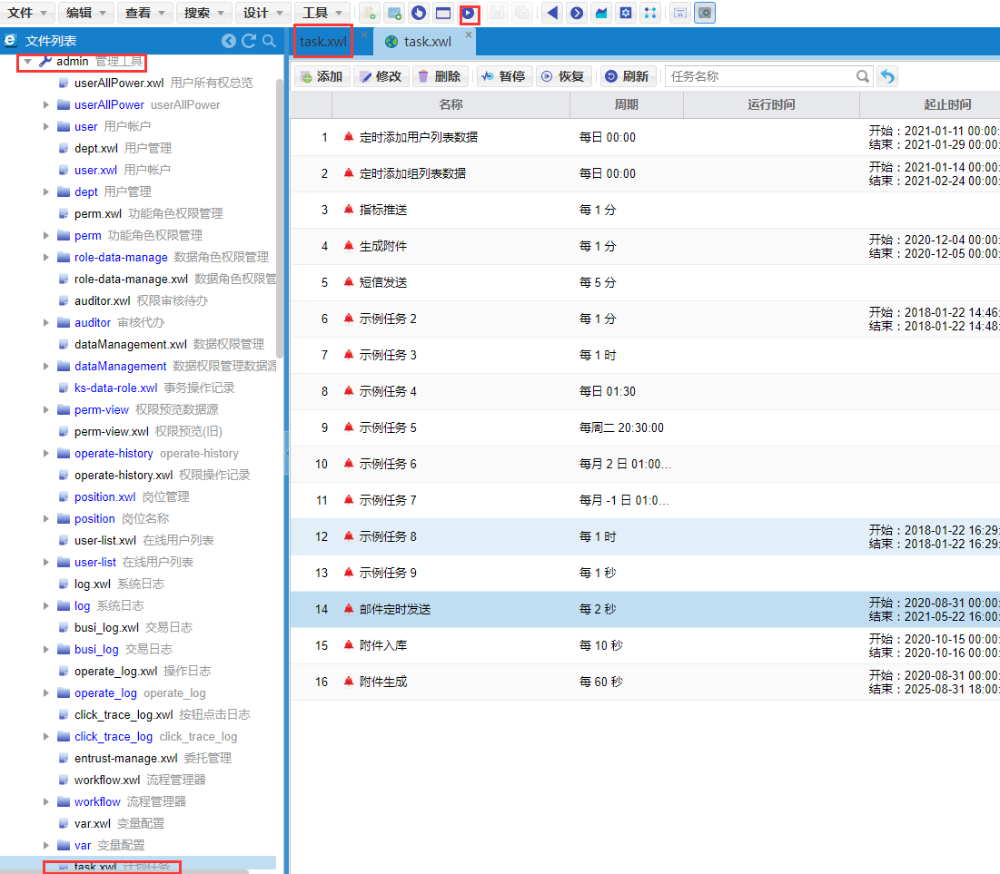 文件 编辑 查看 搜索 设计 工具
文件列表
task.xwl task.xwl
admin 管理工具
userAllPower.xwl 用户所有权总览
userAllPower userAllPower
user 用户帐户
dept.xwl 用户管理
user.xwl 用户帐户
dept 用户管理
perm.xwl 功能角色权限管理
perm 功能角色权限管理
role-data-manage 数据角色权限管理
role-data-manage.xwl 数据角色权限管
auditor.xwl 权限审核待办
auditor 审核代办
dataManagement.xwl 数据权限管理
dataManagement 数据权限管理数据源
ks-data-role.xwl 事务操作记录
perm-view 权限预览数据源
perm-view.xwl 权限预览(旧)
operate-history operate-history
operate-history.xwl 权限操作记录
position.xwl 岗位管理
position 岗位名称
user-list.xwl 在线用户列表
user-list 在线用户列表
log.xwl 系统日志
log 系统日志
busi_log.xwl 交易日志
busi_log 交易日志
operate_log.xwl 操作日志
operate_log operate_log
click_trace_log.xwl 按钮点击日志
click_trace_log click_trace_log
entrust-manage.xwl 委托管理
workflow.xwl 流程管理器
workflow 流程管理器
var.xwl 变量配置
var 变量配置
task.xwl 计划任务
添加 修改 删除 暂停 恢复 刷新 任务名称
名称 周期 运行时间 起止时间
1 定时添加用户列表数据 每日 00:00 开始：2021-01-11 00:00:
结束：2021-01-29 00:00:
2 定时添加组列表数据 每日 00:00 开始：2021-01-14 00:00:
结束：2021-02-24 00:00:
3 指标推送 每 1 分
4 生成附件 每 1 分 开始：2020-12-04 00:00:
结束：2020-12-05 00:00:
5 短信发送 每 5 分
6 示例任务 2 每 1 分 开始：2018-01-22 14:46:
结束：2018-01-22 14:48:
7 示例任务 3 每 1 时
8 示例任务 4 每日 01:30
9 示例任务 5 每周二 20:30:00
10 示例任务 6 每月 2 日 01:00...
11 示例任务 7 每月 -1 日 01:0...
12 示例任务 8 每 1 时 开始：2018-01-22 16:29:
结束：2018-01-22 16:29:
13 示例任务 9 每 1 秒
14 邮件定时发送 每 2 秒 开始：2020-08-31 00:00:
结束：2021-05-22 16:00:
15 附件入库 每 10 秒 开始：2020-10-15 00:00:
结束：2020-10-16 00:00:
16 附件生成 每 60 秒 开始：2020-08-31 00:00:
结束：2025-08-31 18:00: